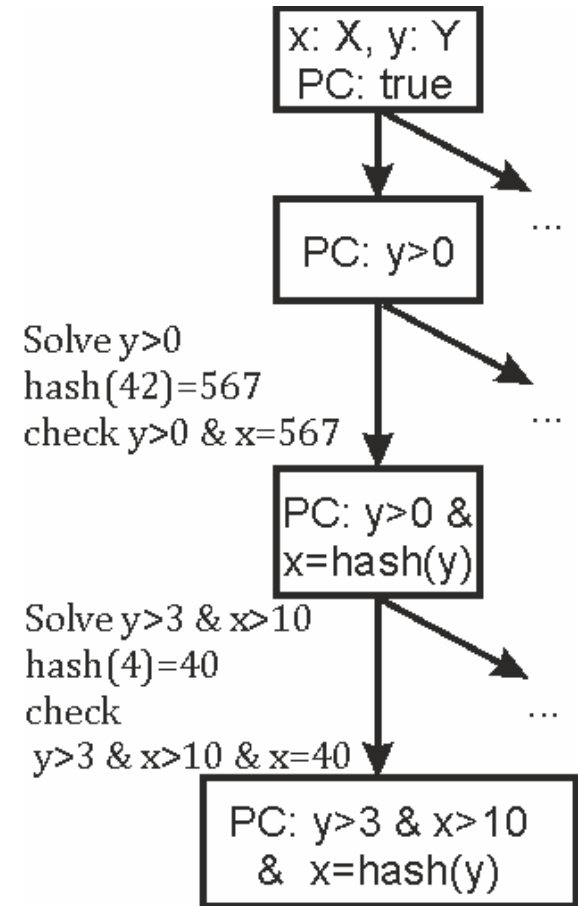 x: X, y: Y
PC: true
...
PC: y>0
Solve y>0
hash(42)=567
check y>0 & x=567
...
PC: y>0 &
x=hash(y)
Solve y>3 & x>10
hash(4)=40
check
y>3 & x>10 & x=40
...
PC: y>3 & x>10
& x=hash(y)